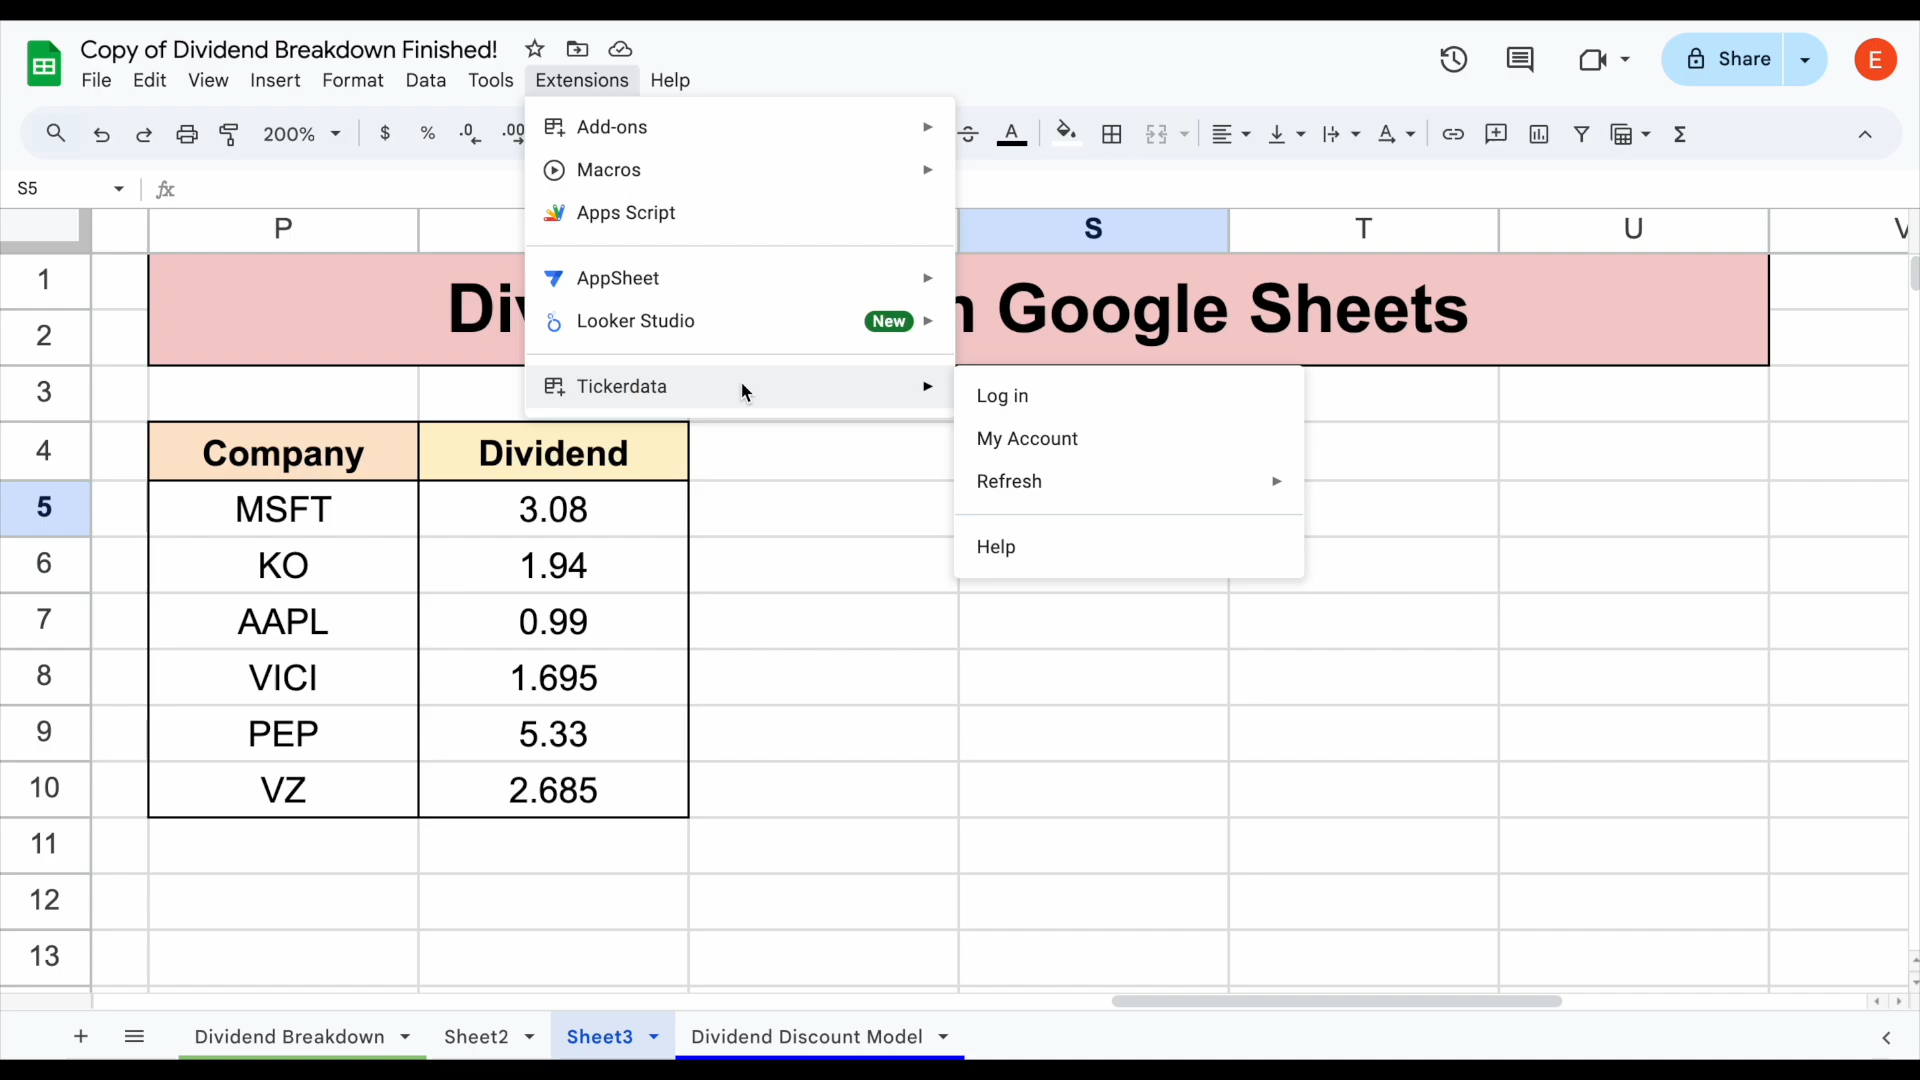 Copy of Dividend Breakdown Finished!
File Edit View Insert Format Data Tools Extensions Help
Share
E
200% $ % .0 .00 A
S5 fx
Add-ons
Macros
Apps Script
AppSheet
Looker Studio New
Tickerdata
Log in
My Account
Refresh
Help
P S T U
1
2
3
4
5
6
7
8
9
10
11
12
13
Google Sheets
Company Dividend
MSFT 3.08
KO 1.94
AAPL 0.99
VICI 1.695
PEP 5.33
VZ 2.685
Dividend Breakdown Sheet2 Sheet3 Dividend Discount Model